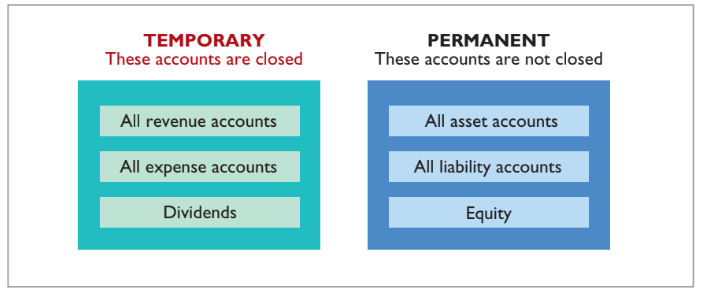 TEMPORARY
These accounts are closed
All revenue accounts
All expense accounts
Dividends
PERMANENT
These accounts are not closed
All asset accounts
All liability accounts
Equity